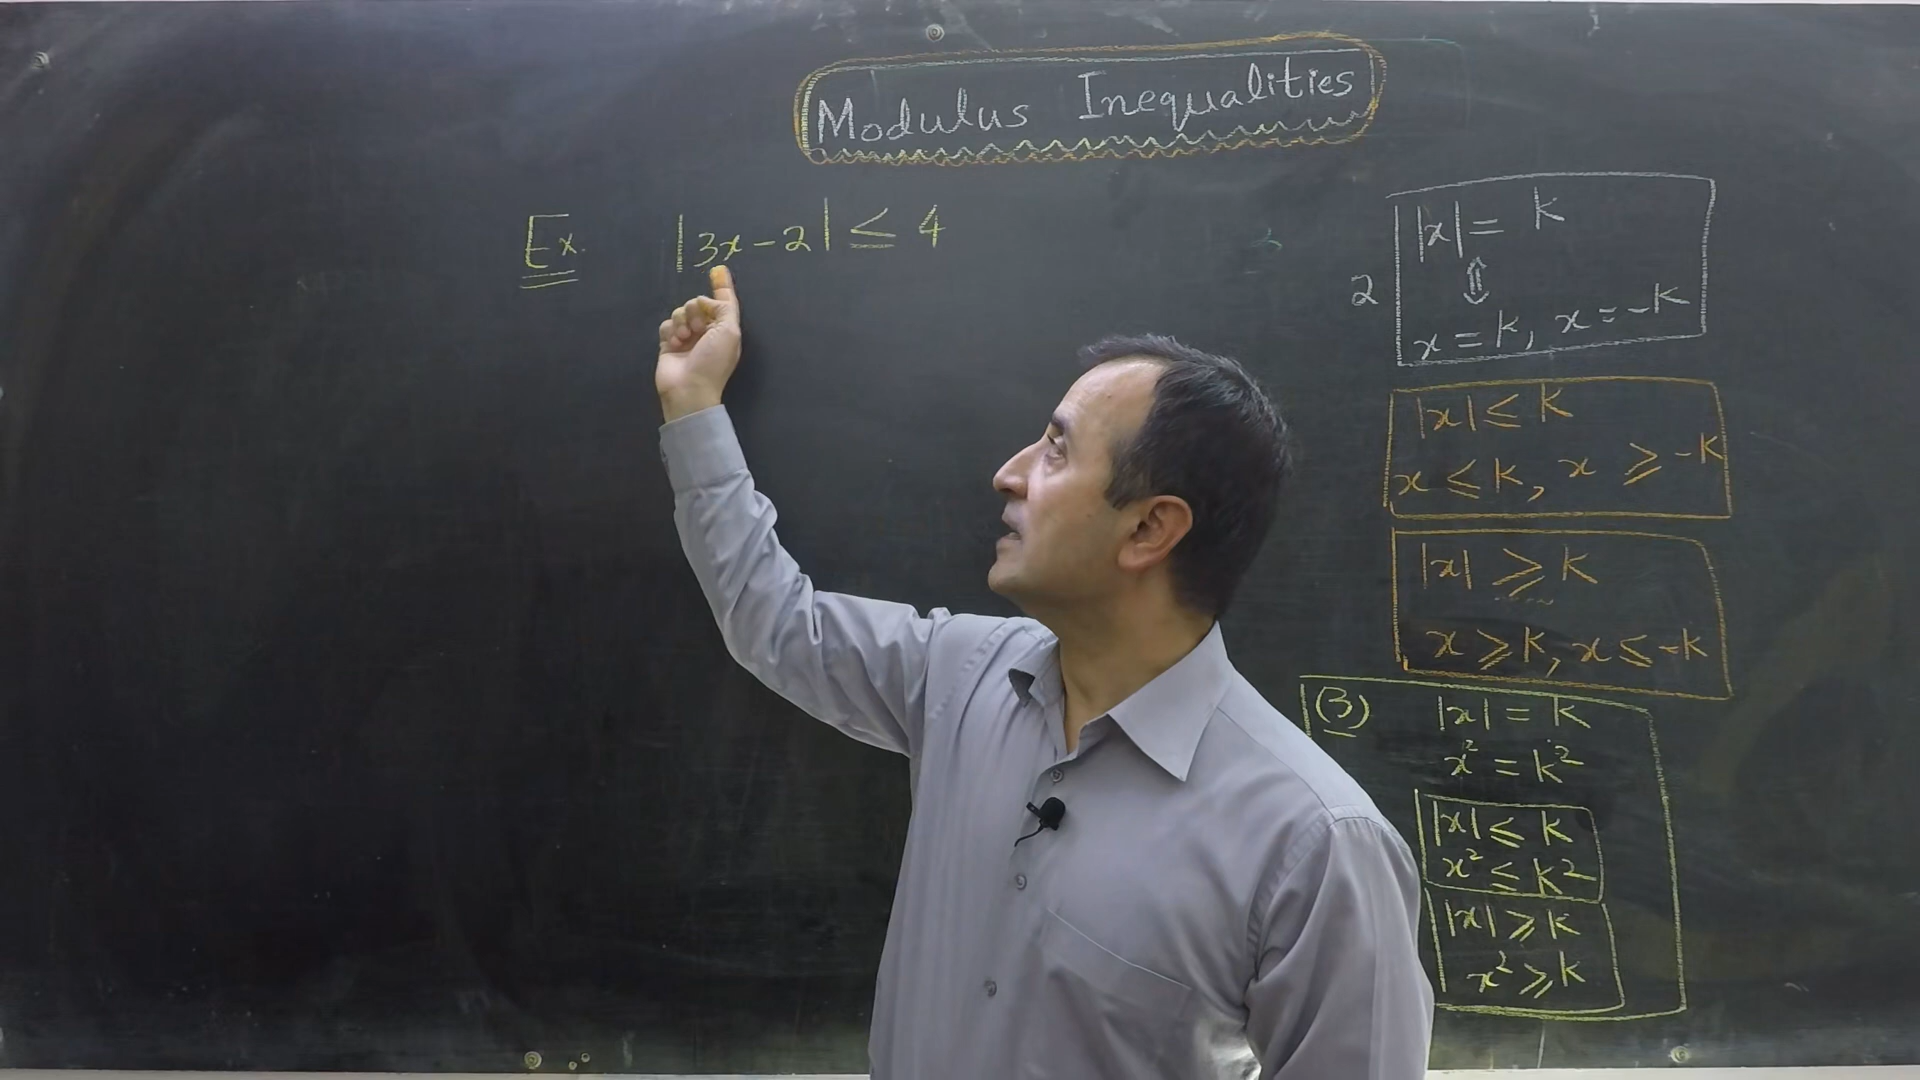 Modulus Inequalities
Ex. |3x-2| ≤ 4
|x| = k
⇕
2
x = k, x = -k
|x| ≤ k
x ≤ k, x ≥ -k
|x| ≥ k
x ≥ k, x ≤ -k
(3) |x| = k
x² = k²
|x| ≤ k
x² ≤ k²
|x| ≥ k
x² ≥ k